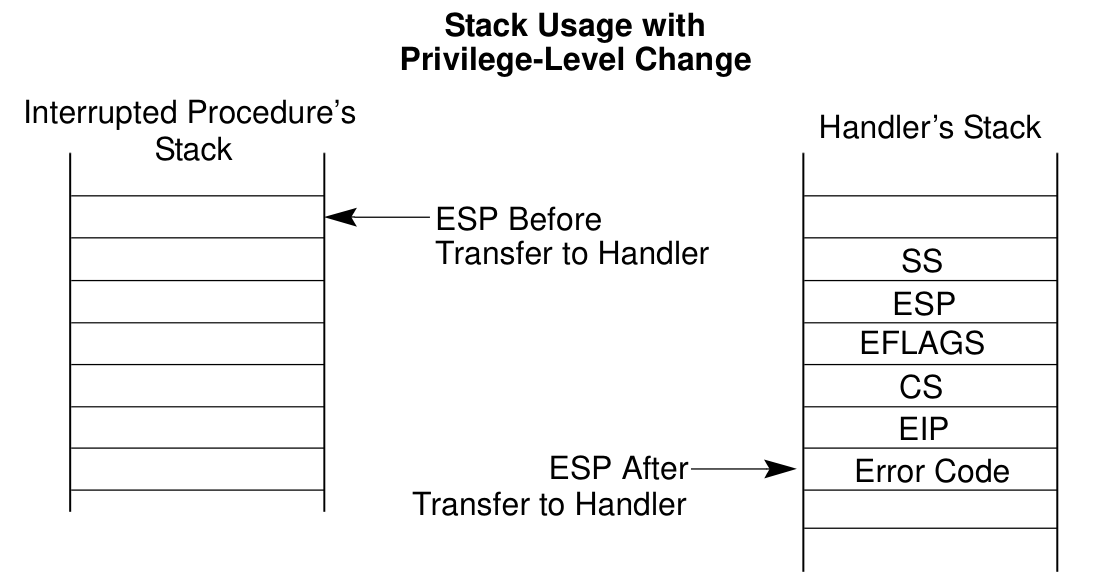 Stack Usage with
Privilege-Level Change
Interrupted Procedure's
Stack
Handler's Stack
ESP Before
Transfer to Handler
SS
ESP
EFLAGS
CS
EIP
ESP After
Transfer to Handler
Error Code